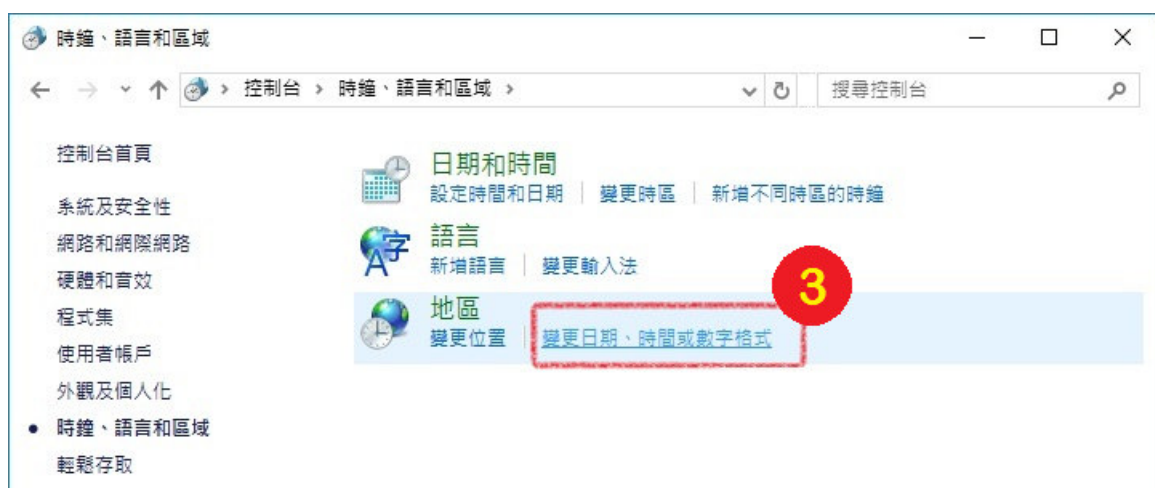 時鐘、語言和區域
控制台 › 時鐘、語言和區域 ›
搜尋控制台
控制台首頁
系統及安全性
網路和網際網路
硬體和音效
程式集
使用者帳戶
外觀及個人化
時鐘、語言和區域
輕鬆存取
日期和時間
設定時間和日期 | 變更時區 | 新增不同時區的時鐘
語言
新增語言 | 變更輸入法
地區
變更位置 | 變更日期、時間或數字格式
3